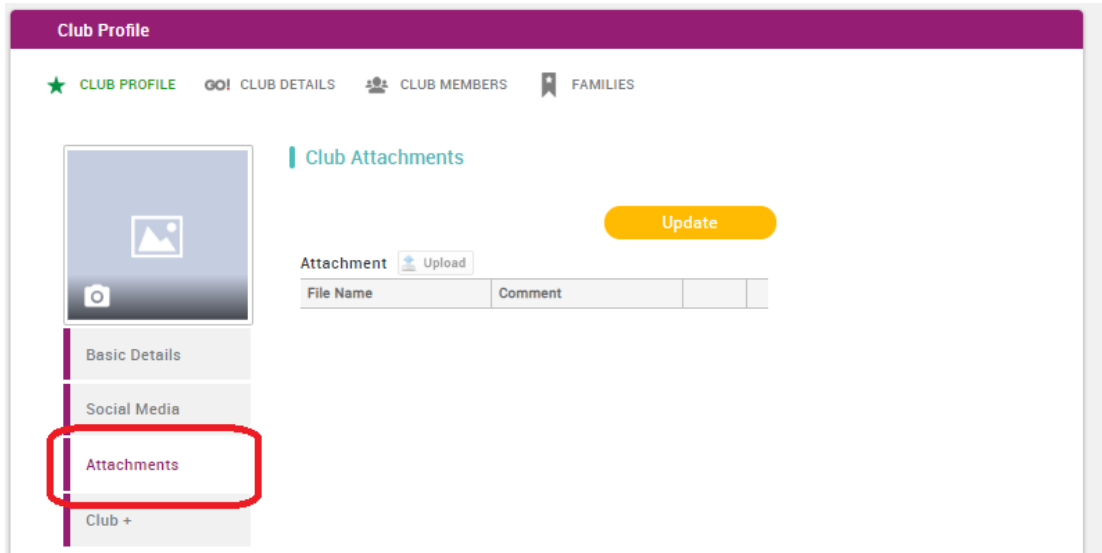 Club Profile
CLUB PROFILE GO! CLUB DETAILS CLUB MEMBERS FAMILIES
Club Attachments
Update
Attachment Upload
File Name Comment
Basic Details
Social Media
Attachments
Club +